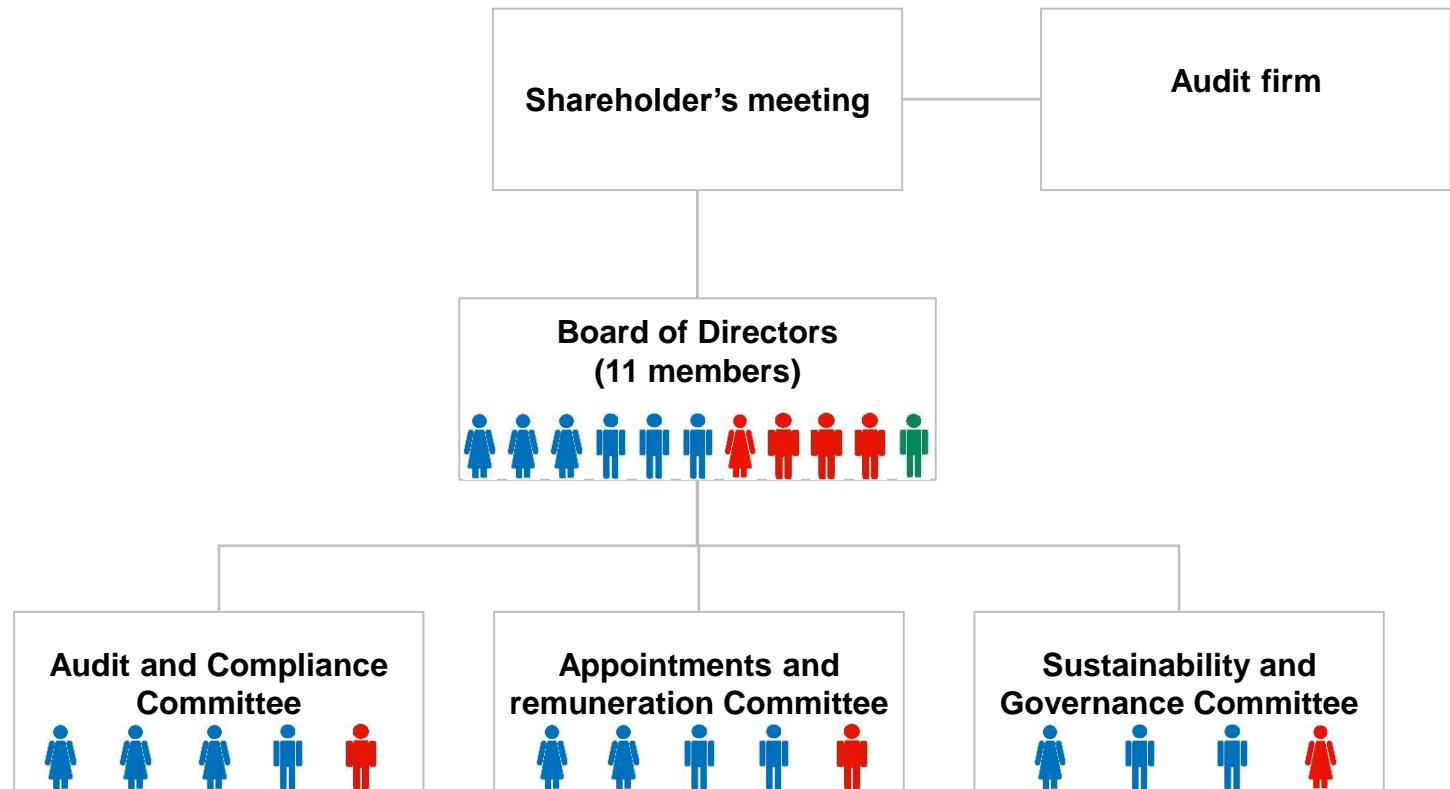 Shareholder’s meeting
Audit firm
Board of Directors
(11 members)
Audit and Compliance
Committee
Appointments and
remuneration Committee
Sustainability and
Governance Committee